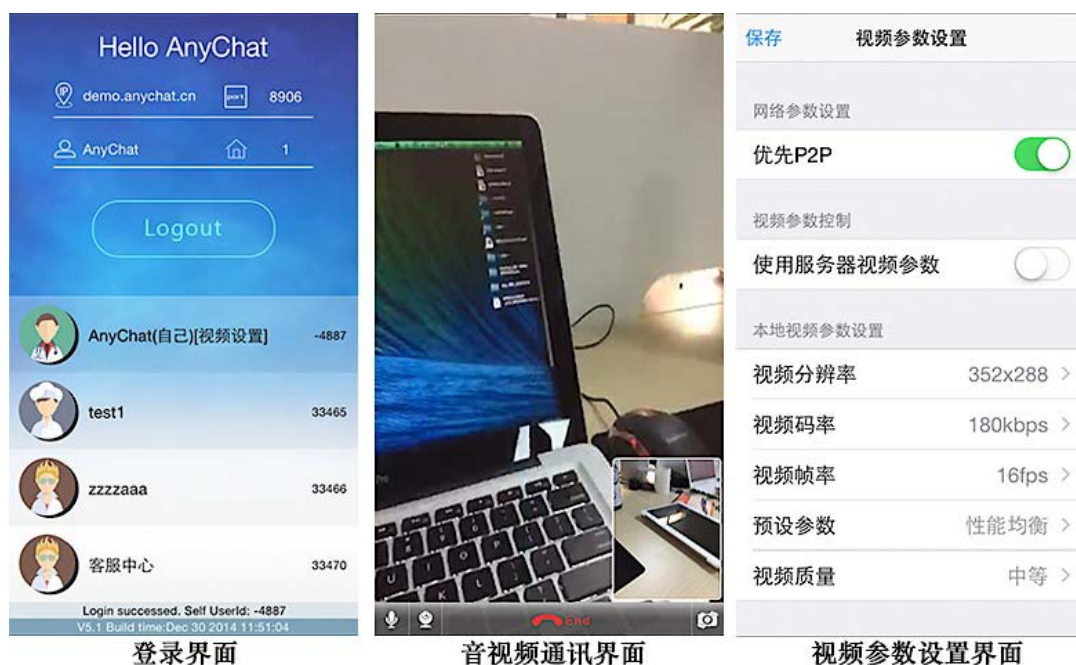 Hello AnyChat
IP demo.anychat.cn port 8906
AnyChat 1
Logout
AnyChat(自己)[视频设置] -4887
test1 33465
zzzzaaa 33466
客服中心 33470
Login successed. Self UserId: -4887
V5.1 Build time:Dec 30 2014 11:51:04
登录界面
End
音视频通讯界面
保存 视频参数设置
网络参数设置
优先P2P
视频参数控制
使用服务器视频参数
本地视频参数设置
视频分辨率 352x288 >
视频码率 180kbps >
视频帧率 16fps >
预设参数 性能均衡 >
视频质量 中等 >
视频参数设置界面